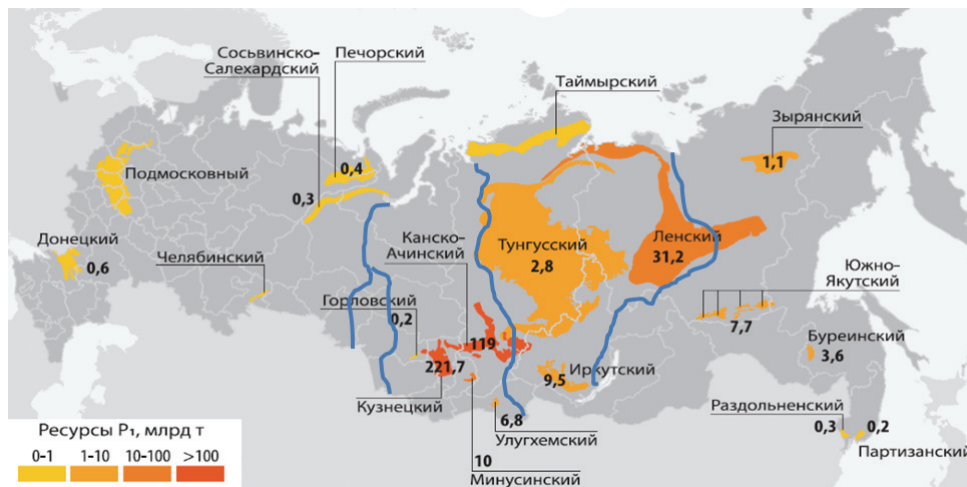 Сосьвинско-
Салехардский
Печорский
Таймырский
Зырянский
1,1
0,4
Подмосковный
0,3
Донецкий
0,6
Челябинский
Канско-
Ачинский
Тунгусский
2,8
Ленский
31,2
Южно-
Якутский
7,7
Горловский
0,2
119
221,7
Кузнецкий
9,5
Иркутский
Буреинский
3,6
6,8
Улугхемский
10
Минусинский
Раздольненский
0,3
0,2
Партизанский
Ресурсы P₁, млрд т
0-1 1-10 10-100 >100